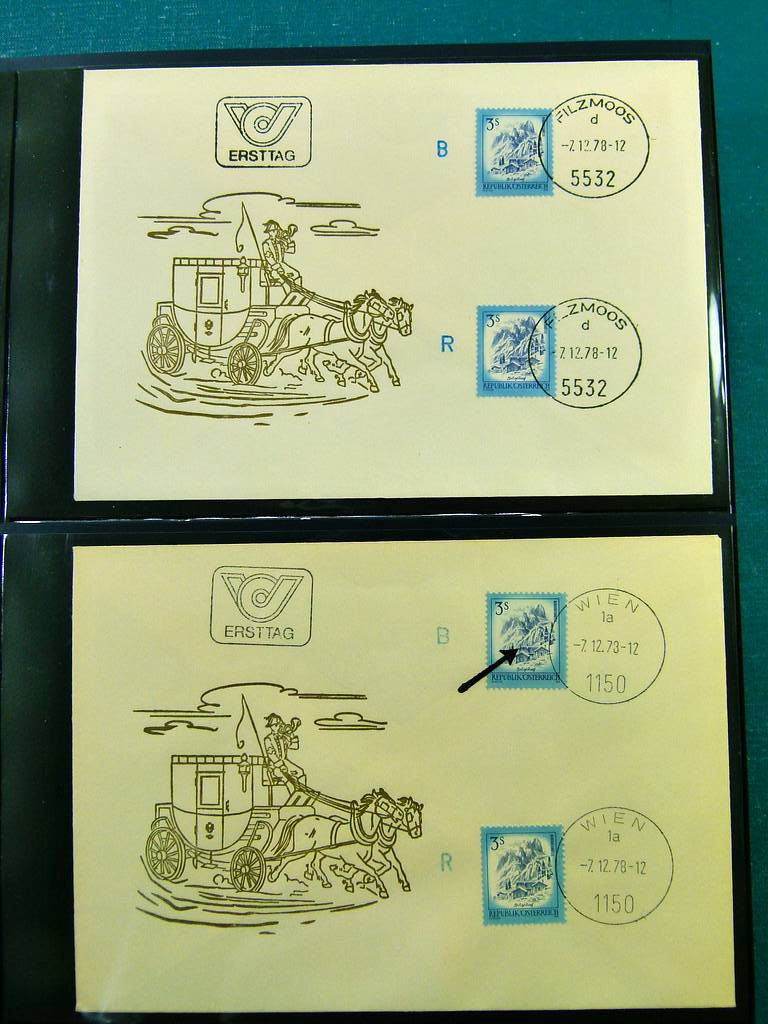 ERSTTAG
B
3s
REPUBLIK ÖSTERREICH
FILZMOOS
d
-7.12.78-12
5532
R
3s
REPUBLIK ÖSTERREICH
FILZMOOS
d
-7.12.78-12
5532
ERSTTAG
B
3s
REPUBLIK ÖSTERREICH
WIEN
1a
-7.12.78-12
1150
R
3s
REPUBLIK ÖSTERREICH
WIEN
1a
-7.12.78-12
1150